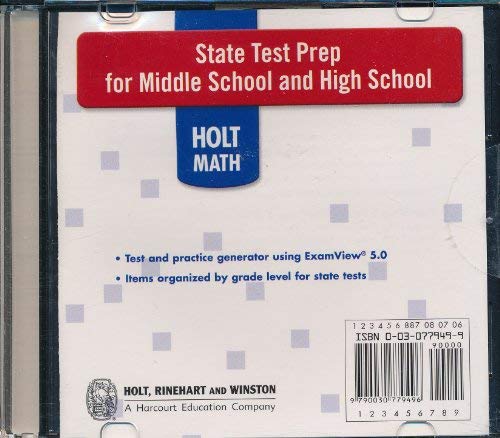 State Test Prep
for Middle School and High School
HOLT
MATH
• Test and practice generator using ExamView® 5.0
• Items organized by grade level for state tests
1 2 3 4 5 6 887 08 07 06
ISBN 0-03-077949-9
90000
9 790030 779496
1 2 3 4 5 6 7 8 9
HOLT, RINEHART AND WINSTON
A Harcourt Education Company